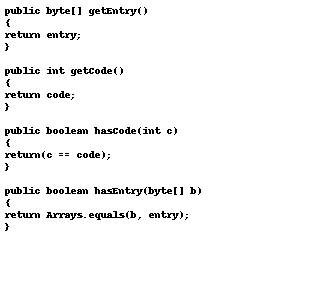 public byte[] getEntry()
{
return entry;
}
public int getCode()
{
return code;
}
public boolean hasCode(int c)
{
return(c == code);
}
public boolean hasEntry(byte[] b)
{
return Arrays.equals(b, entry);
}